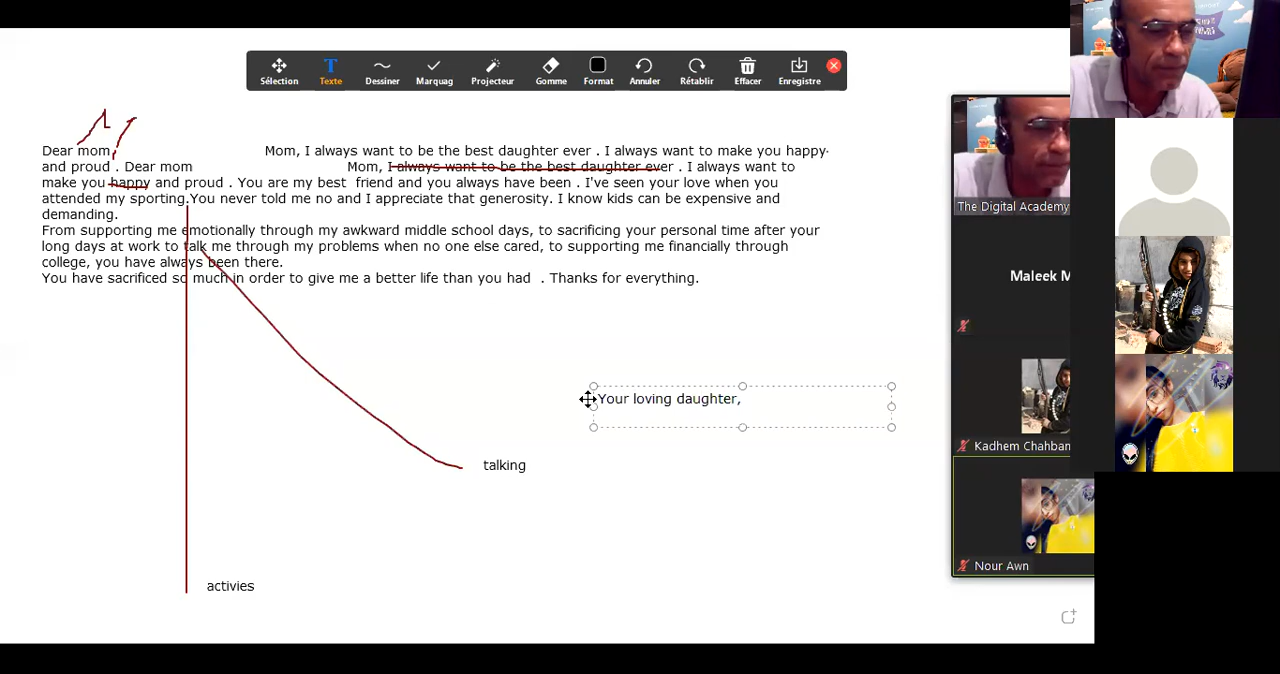 Sélection Texte Dessiner Marquag Projecteur Gomme Format Annuler Rétablir Effacer Enregistre
Dear mom Mom, I always want to be the best daughter ever . I always want to make you happy
and proud . Dear mom Mom, I always want to be the best daughter ever . I always want to
make you happy and proud . You are my best friend and you always have been . I've seen your love when you
attended my sporting.You never told me no and I appreciate that generosity. I know kids can be expensive and
demanding.
From supporting me emotionally through my awkward middle school days, to sacrificing your personal time after your
long days at work to talk me through my problems when no one else cared, to supporting me financially through
college, you have always been there.
You have sacrificed so much in order to give me a better life than you had . Thanks for everything.
Your loving daughter,
talking
activies
The Digital Academy
Maleek M
Kadhem Chahban
Nour Awn